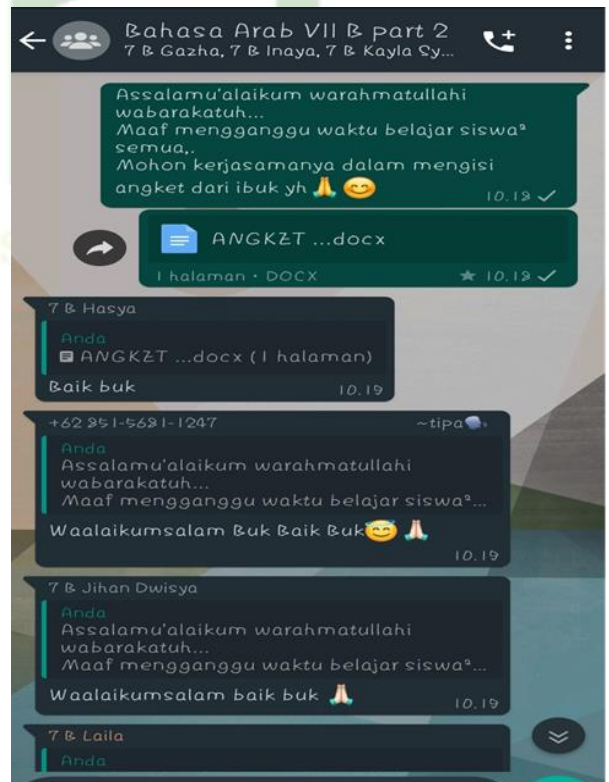 Bahasa Arab VII B part 2
7 B Gazha, 7 B Inaya, 7 B Kayla Sy...
Assalamu'alaikum warahmatullahi
wabarakatuh...
Maaf mengganggu waktu belajar siswa²
semua,.
Mohon kerjasamanya dalam mengisi
angket dari ibuk yh 🙏 😊
10.18
ANGKET ...docx
1 halaman • DOCX
10.18
7 B Hasya
Anda
ANGKET ...docx (1 halaman)
Baik buk
10.19
+62 851-5681-1247 ~tipa🗣
Anda
Assalamu'alaikum warahmatullahi
wabarakatuh...
Maaf mengganggu waktu belajar siswa²...
Waalaikumsalam Buk Baik Buk😇 🙏
10.19
7 B Jihan Dwisya
Anda
Assalamu'alaikum warahmatullahi
wabarakatuh...
Maaf mengganggu waktu belajar siswa²...
Waalaikumsalam baik buk 🙏
10.19
7 B Laila
Anda